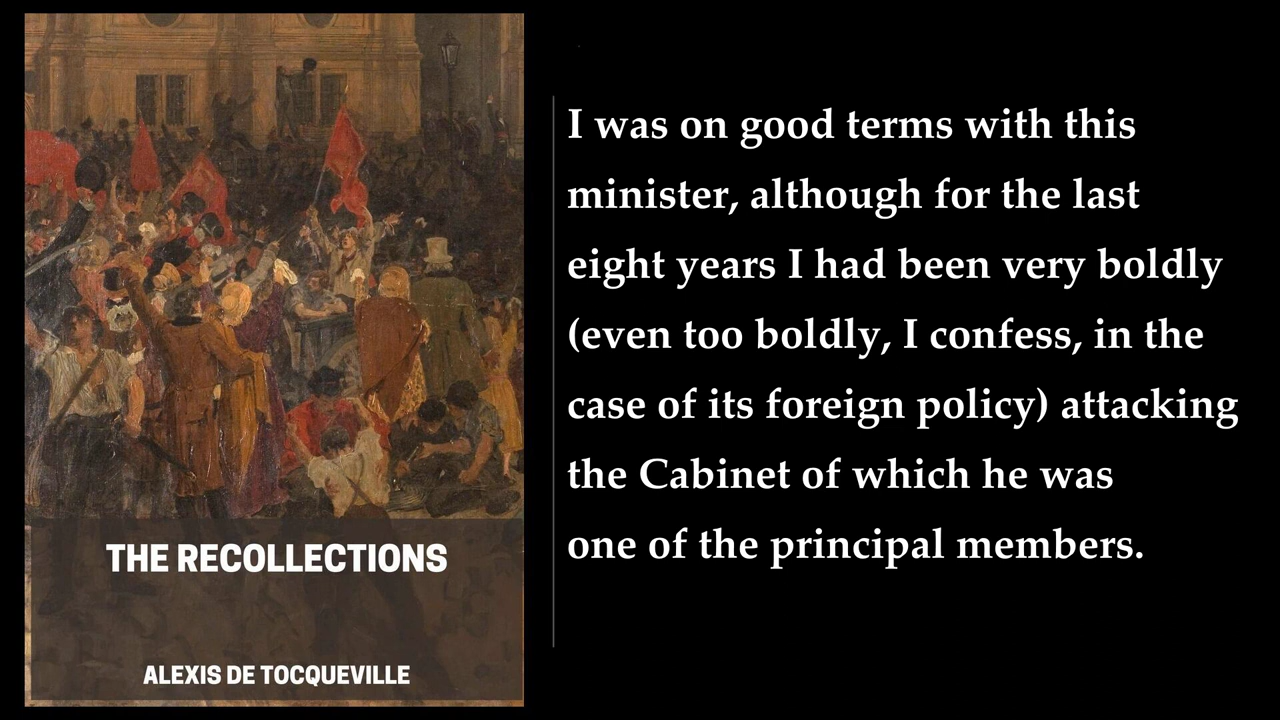 THE RECOLLECTIONS
ALEXIS DE TOCQUEVILLE
I was on good terms with this
minister, although for the last
eight years I had been very boldly
(even too boldly, I confess, in the
case of its foreign policy) attacking
the Cabinet of which he was
one of the principal members.